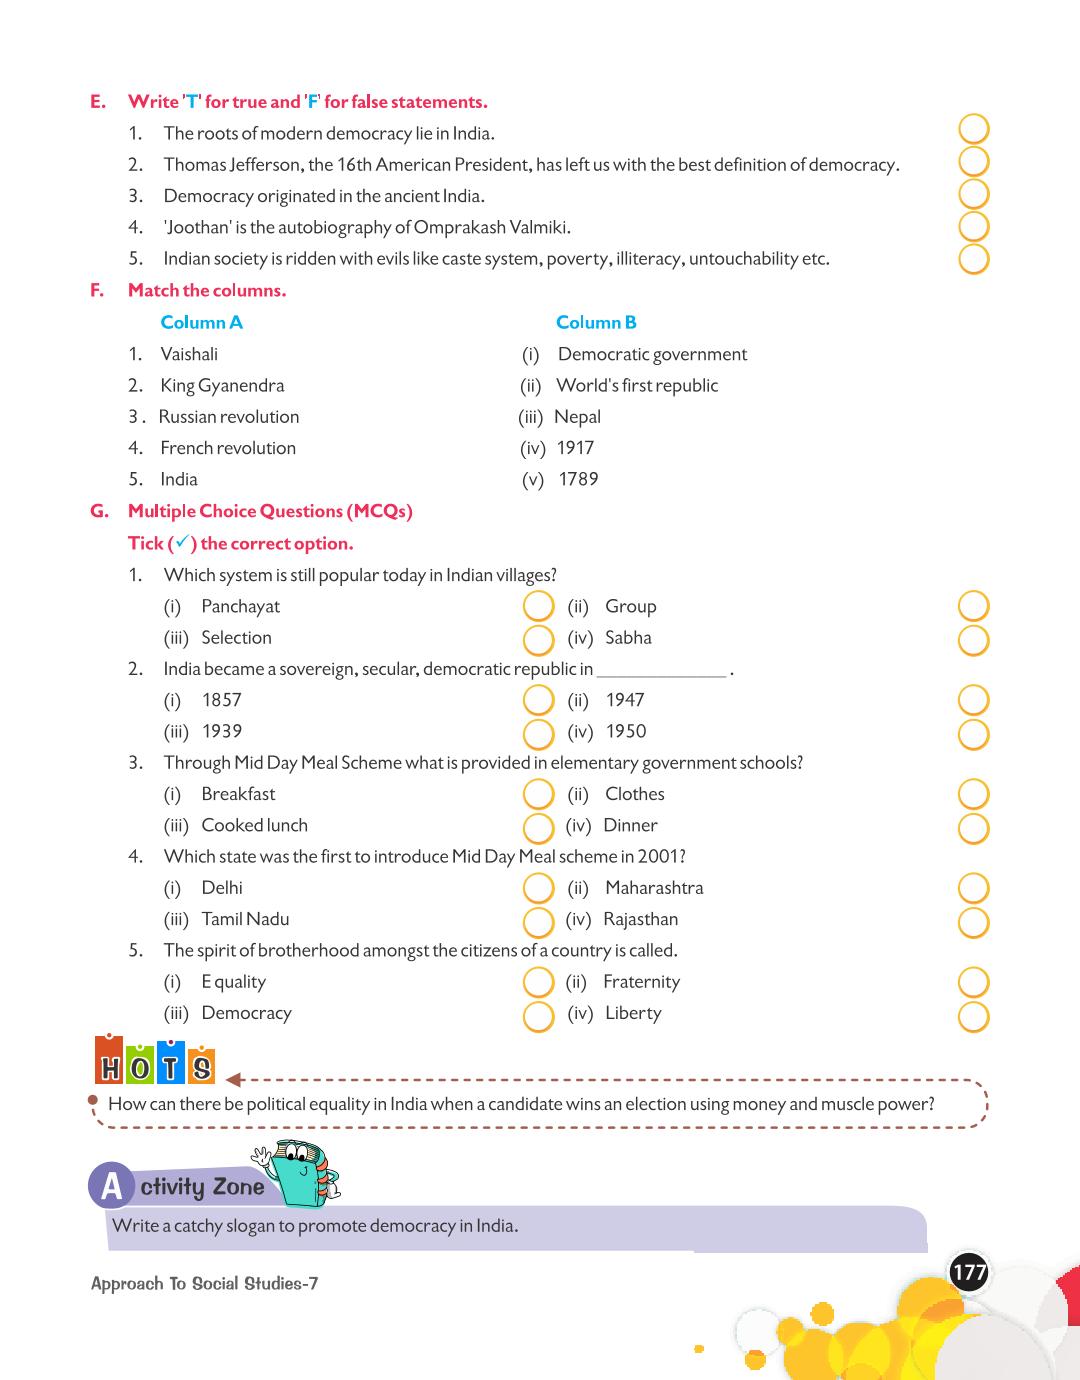 E. Write 'T' for true and 'F' for false statements.
1. The roots of modern democracy lie in India.
2. Thomas Jefferson, the 16th American President, has left us with the best definition of democracy.
3. Democracy originated in the ancient India.
4. 'Joothan' is the autobiography of Omprakash Valmiki.
5. Indian society is ridden with evils like caste system, poverty, illiteracy, untouchability etc.
F. Match the columns.
Column A Column B
1. Vaishali (i) Democratic government
2. King Gyanendra (ii) World's first republic
3 . Russian revolution (iii) Nepal
4. French revolution (iv) 1917
5. India (v) 1789
G. Multiple Choice Questions (MCQs)
Tick (✓) the correct option.
1. Which system is still popular today in Indian villages?
(i) Panchayat (ii) Group
(iii) Selection (iv) Sabha
2. India became a sovereign, secular, democratic republic in _____________ .
(i) 1857 (ii) 1947
(iii) 1939 (iv) 1950
3. Through Mid Day Meal Scheme what is provided in elementary government schools?
(i) Breakfast (ii) Clothes
(iii) Cooked lunch (iv) Dinner
4. Which state was the first to introduce Mid Day Meal scheme in 2001?
(i) Delhi (ii) Maharashtra
(iii) Tamil Nadu (iv) Rajasthan
5. The spirit of brotherhood amongst the citizens of a country is called.
(i) E quality (ii) Fraternity
(iii) Democracy (iv) Liberty
HOTS
How can there be political equality in India when a candidate wins an election using money and muscle power?
Activity Zone
Write a catchy slogan to promote democracy in India.
177
Approach To Social Studies-7